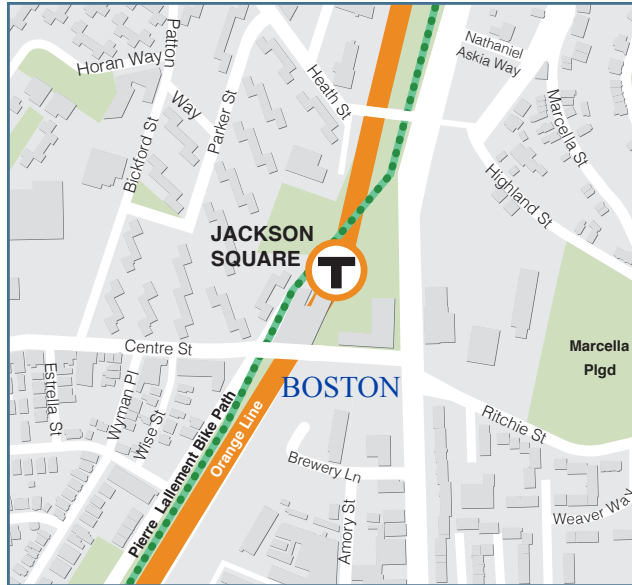 Patton
Way
Horan Way
Bickford St
Parker St
Heath St
Nathaniel
Askia Way
Marcella St
Highland St
JACKSON
SQUARE
T
Centre St
Marcella
Plgd
BOSTON
Estrella St
Wyman Pl
Wise St
Pierre Lallement Bike Path
Orange Line
Ritchie St
Brewery Ln
Amory St
Weaver Way